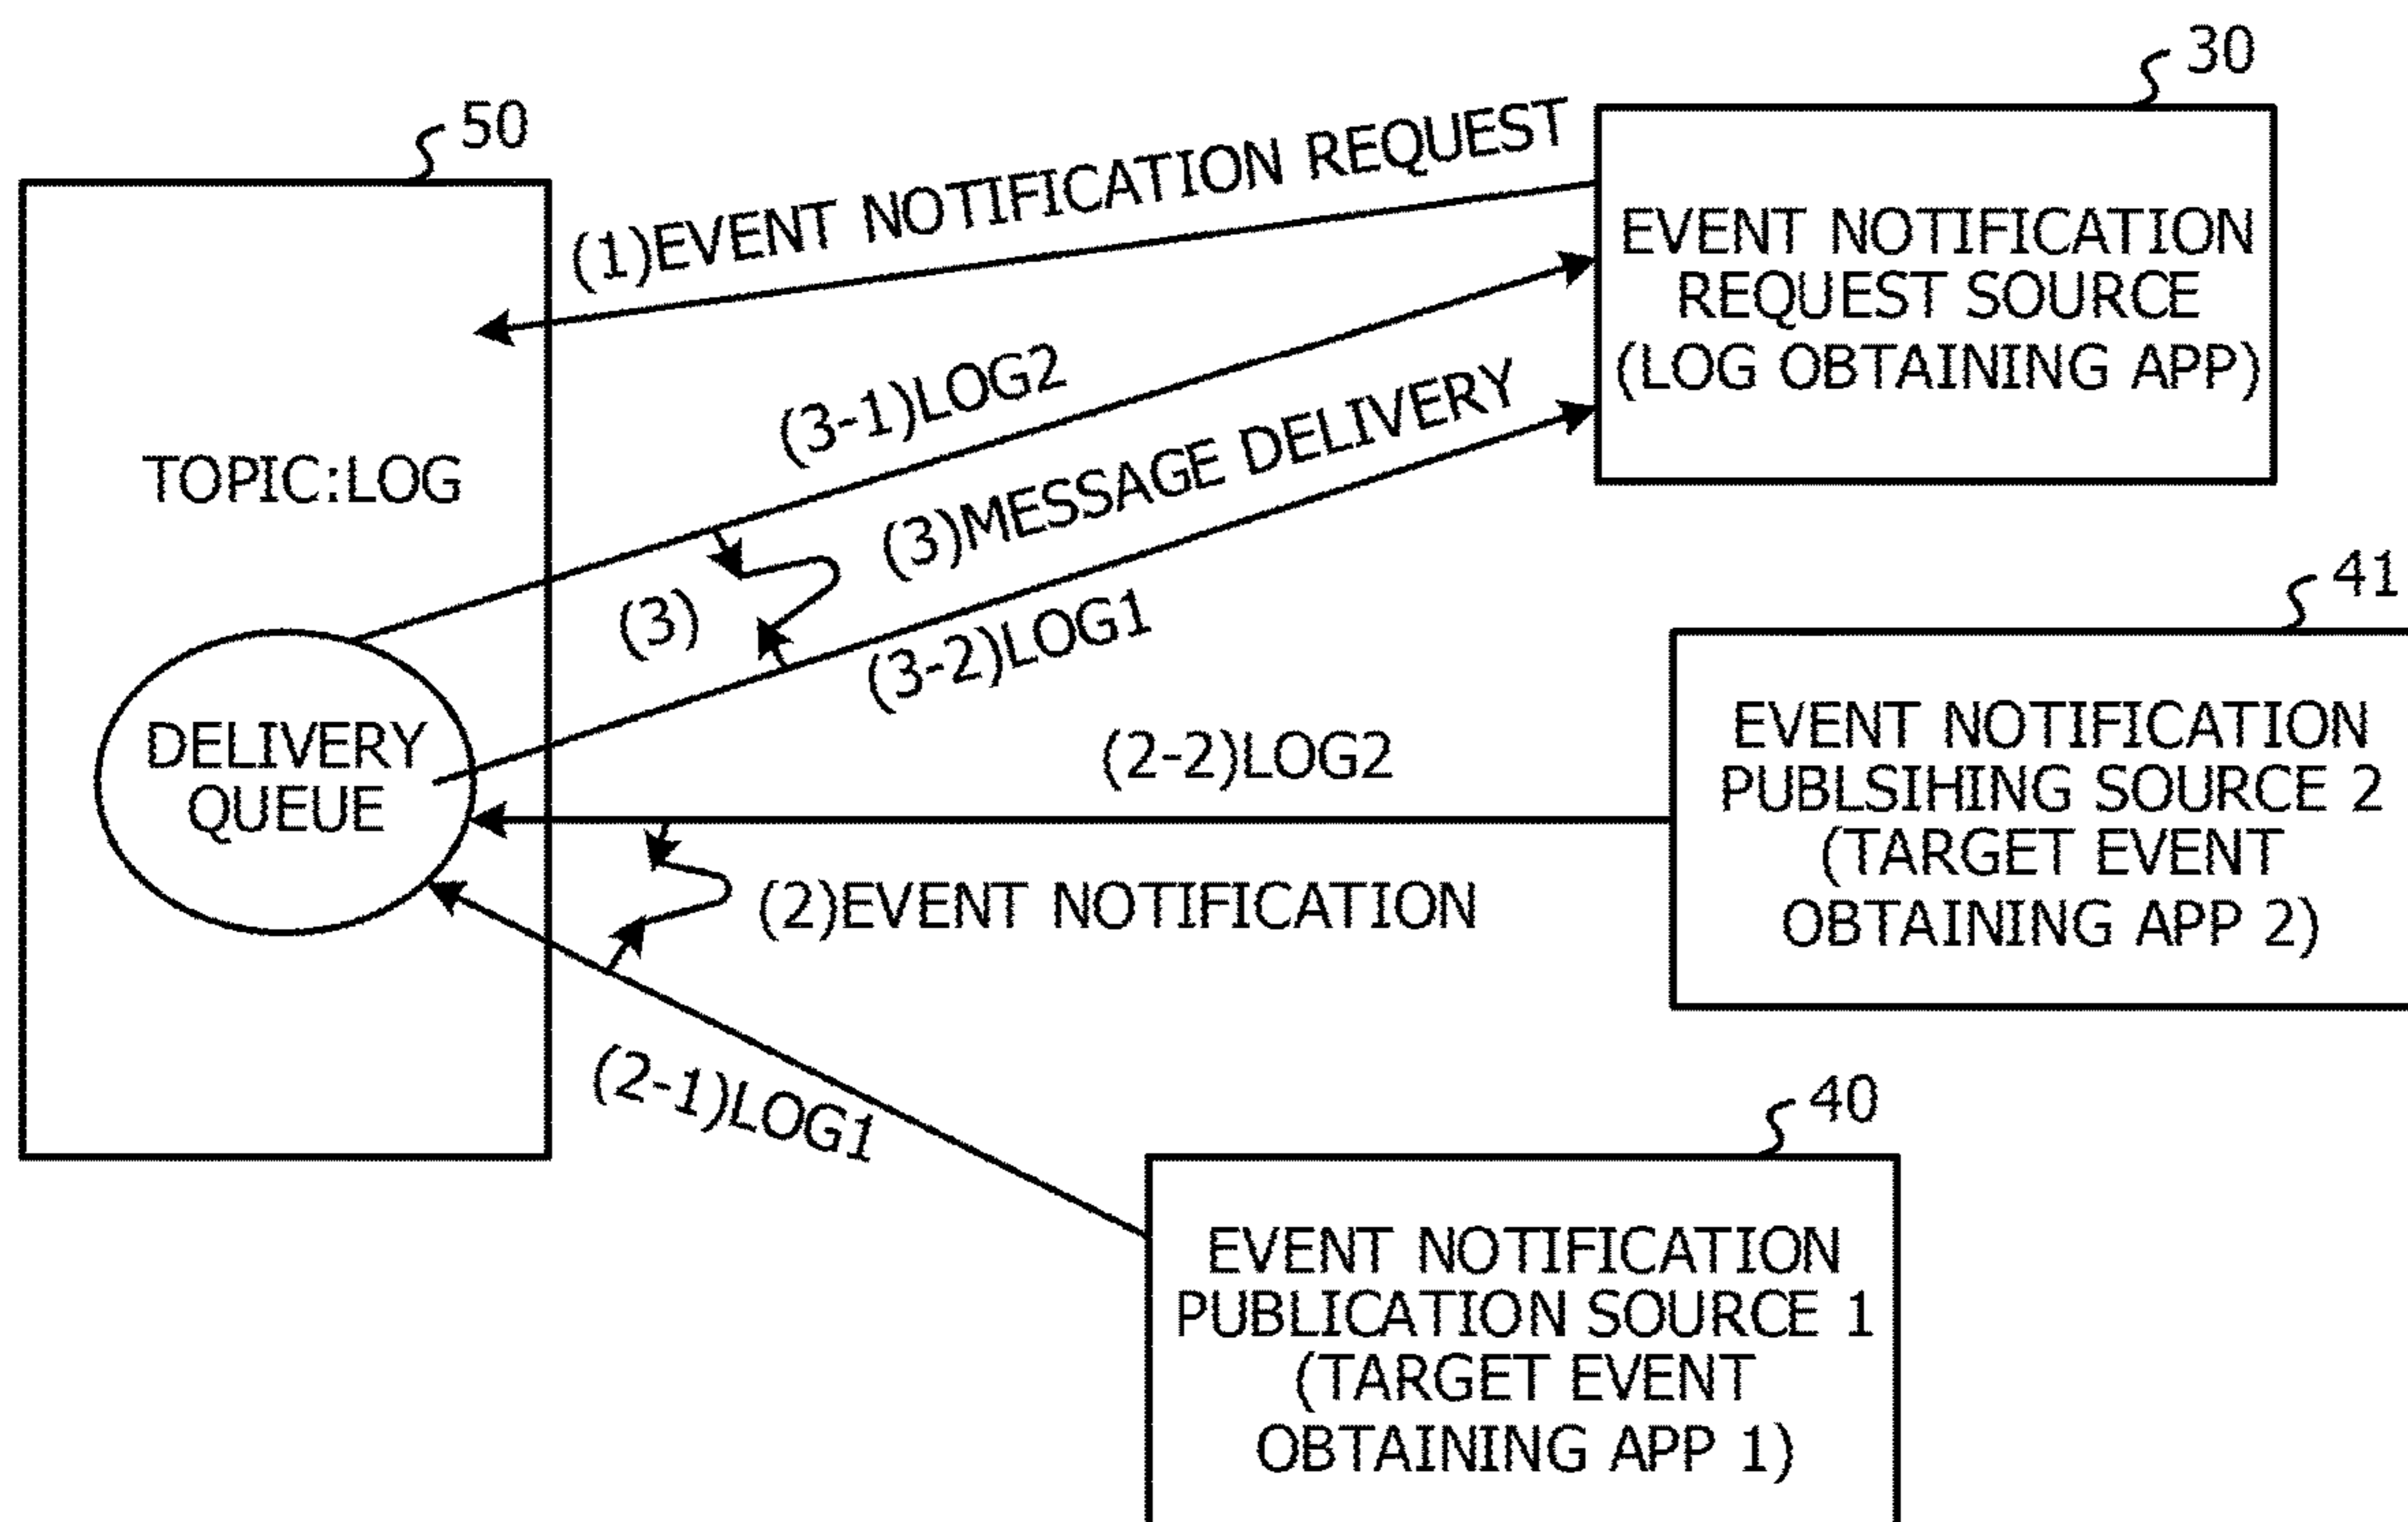 30
50
(1)EVENT NOTIFICATION REQUEST
EVENT NOTIFICATION
REQUEST SOURCE
(LOG OBTAINING APP)
(3-1)LOG2
TOPIC:LOG
(3)MESSAGE DELIVERY
(3)
(3-2)LOG1
41
DELIVERY
QUEUE
(2-2)LOG2
EVENT NOTIFICATION
PUBLSIHING SOURCE 2
(TARGET EVENT
OBTAINING APP 2)
(2)EVENT NOTIFICATION
(2-1)LOG1
40
EVENT NOTIFICATION
PUBLICATION SOURCE 1
(TARGET EVENT
OBTAINING APP 1)